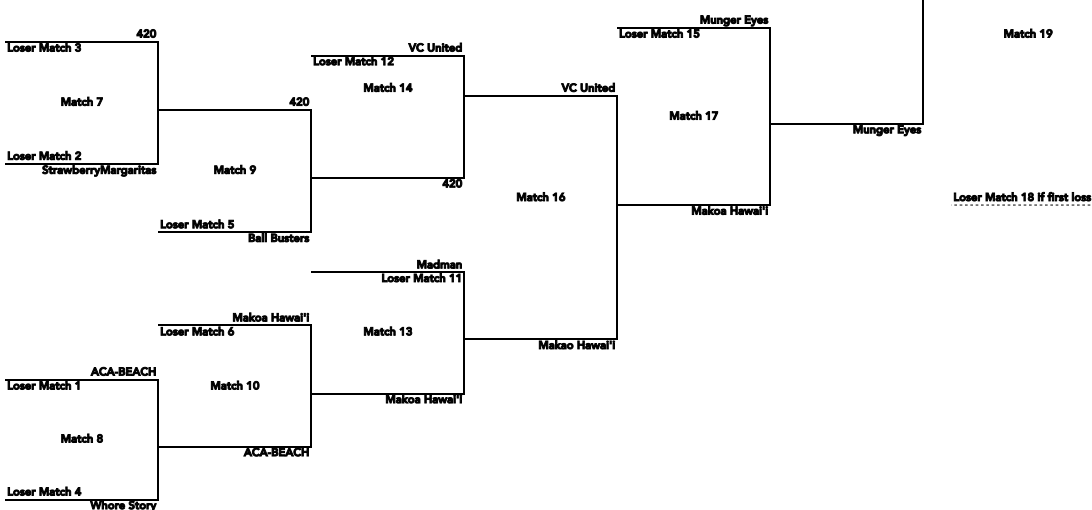 Munger Eyes
Loser Match 15
Match 19
420
Loser Match 3
VC United
Loser Match 12
Match 14
VC United
Match 7
420
Match 17
Munger Eyes
Loser Match 2
StrawberryMargaritas
Match 9
420
Match 16
Loser Match 18 if first loss
Makoa Hawai'i
Loser Match 5
Ball Busters
Madman
Loser Match 11
Makoa Hawai'i
Loser Match 6
Match 13
Makao Hawai'i
ACA-BEACH
Loser Match 1
Match 10
Makoa Hawai'i
Match 8
ACA-BEACH
Loser Match 4
Whore Story